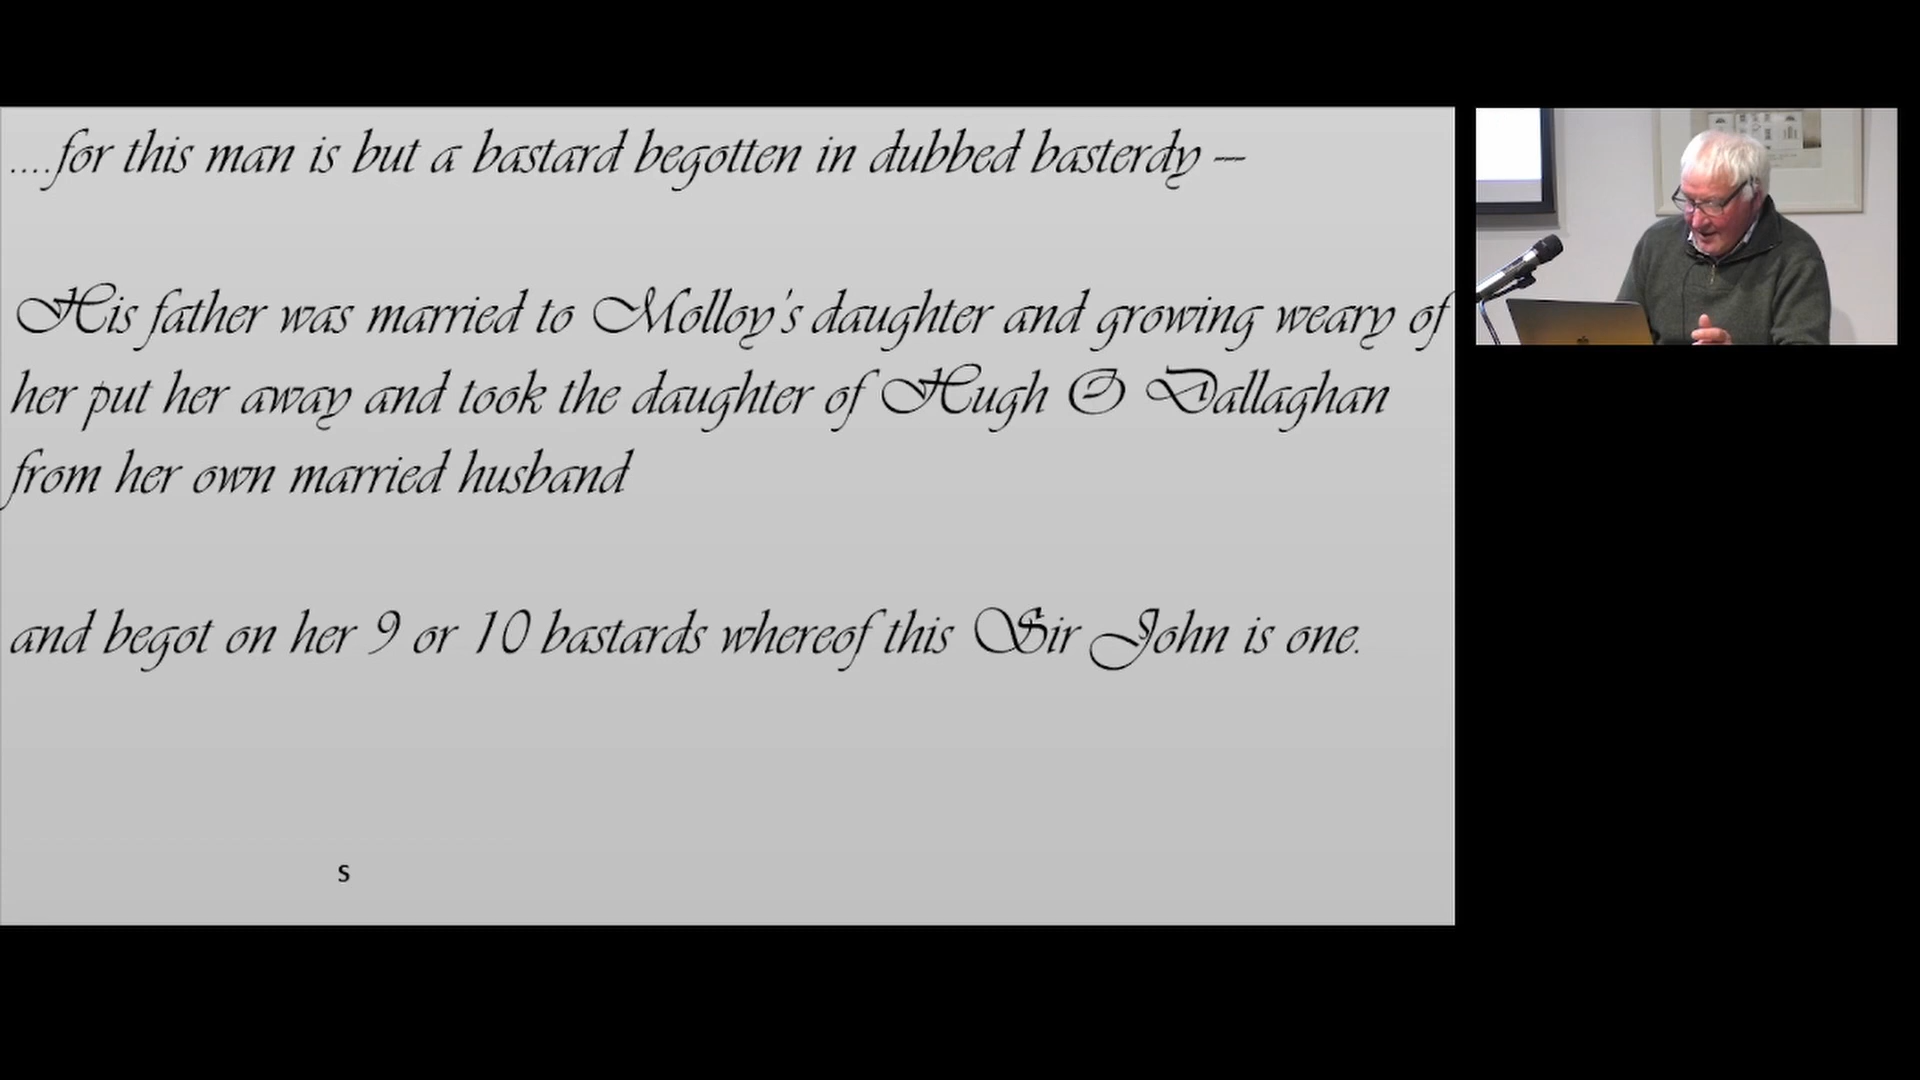 ....for this man is but a bastard begotten in dubbed basterdy –
His father was married to Molloy's daughter and growing weary of
her put her away and took the daughter of Hugh O Dallaghan
from her own married husband
and begot on her 9 or 10 bastards whereof this Sir John is one.
s